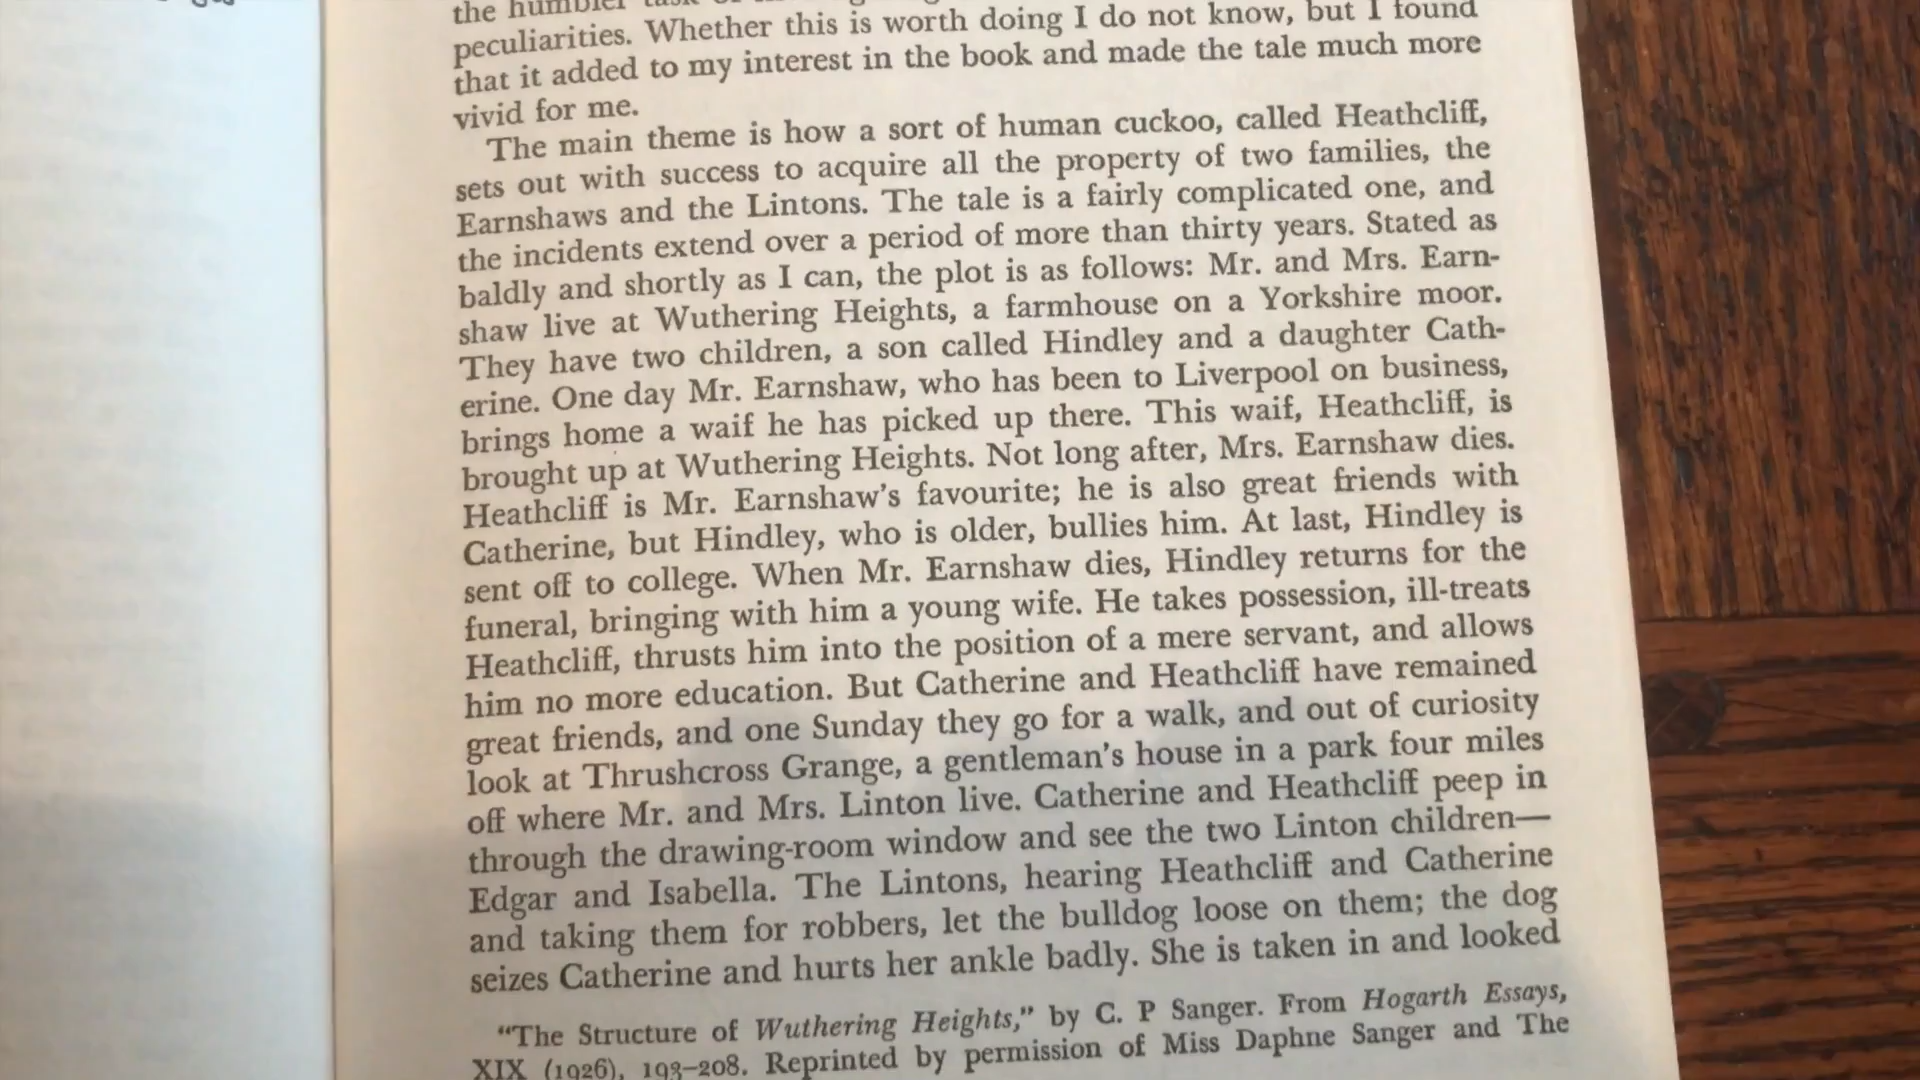 the humbler task of
peculiarities. Whether this is worth doing I do not know, but I found
that it added to my interest in the book and made the tale much more
vivid for me.
The main theme is how a sort of human cuckoo, called Heathcliff,
sets out with success to acquire all the property of two families, the
Earnshaws and the Lintons. The tale is a fairly complicated one, and
the incidents extend over a period of more than thirty years. Stated as
baldly and shortly as I can, the plot is as follows: Mr. and Mrs. Earn-
shaw live at Wuthering Heights, a farmhouse on a Yorkshire moor.
They have two children, a son called Hindley and a daughter Cath-
erine. One day Mr. Earnshaw, who has been to Liverpool on business,
brings home a waif he has picked up there. This waif, Heathcliff, is
brought up at Wuthering Heights. Not long after, Mrs. Earnshaw dies.
Heathcliff is Mr. Earnshaw's favourite; he is also great friends with
Catherine, but Hindley, who is older, bullies him. At last, Hindley is
sent off to college. When Mr. Earnshaw dies, Hindley returns for the
funeral, bringing with him a young wife. He takes possession, ill-treats
Heathcliff, thrusts him into the position of a mere servant, and allows
him no more education. But Catherine and Heathcliff have remained
great friends, and one Sunday they go for a walk, and out of curiosity
look at Thrushcross Grange, a gentleman's house in a park four miles
off where Mr. and Mrs. Linton live. Catherine and Heathcliff peep in
through the drawing-room window and see the two Linton children—
Edgar and Isabella. The Lintons, hearing Heathcliff and Catherine
and taking them for robbers, let the bulldog loose on them; the dog
seizes Catherine and hurts her ankle badly. She is taken in and looked
"The Structure of Wuthering Heights," by C. P Sanger. From Hogarth Essays,
XIX (1926), 193–208. Reprinted by permission of Miss Daphne Sanger and The